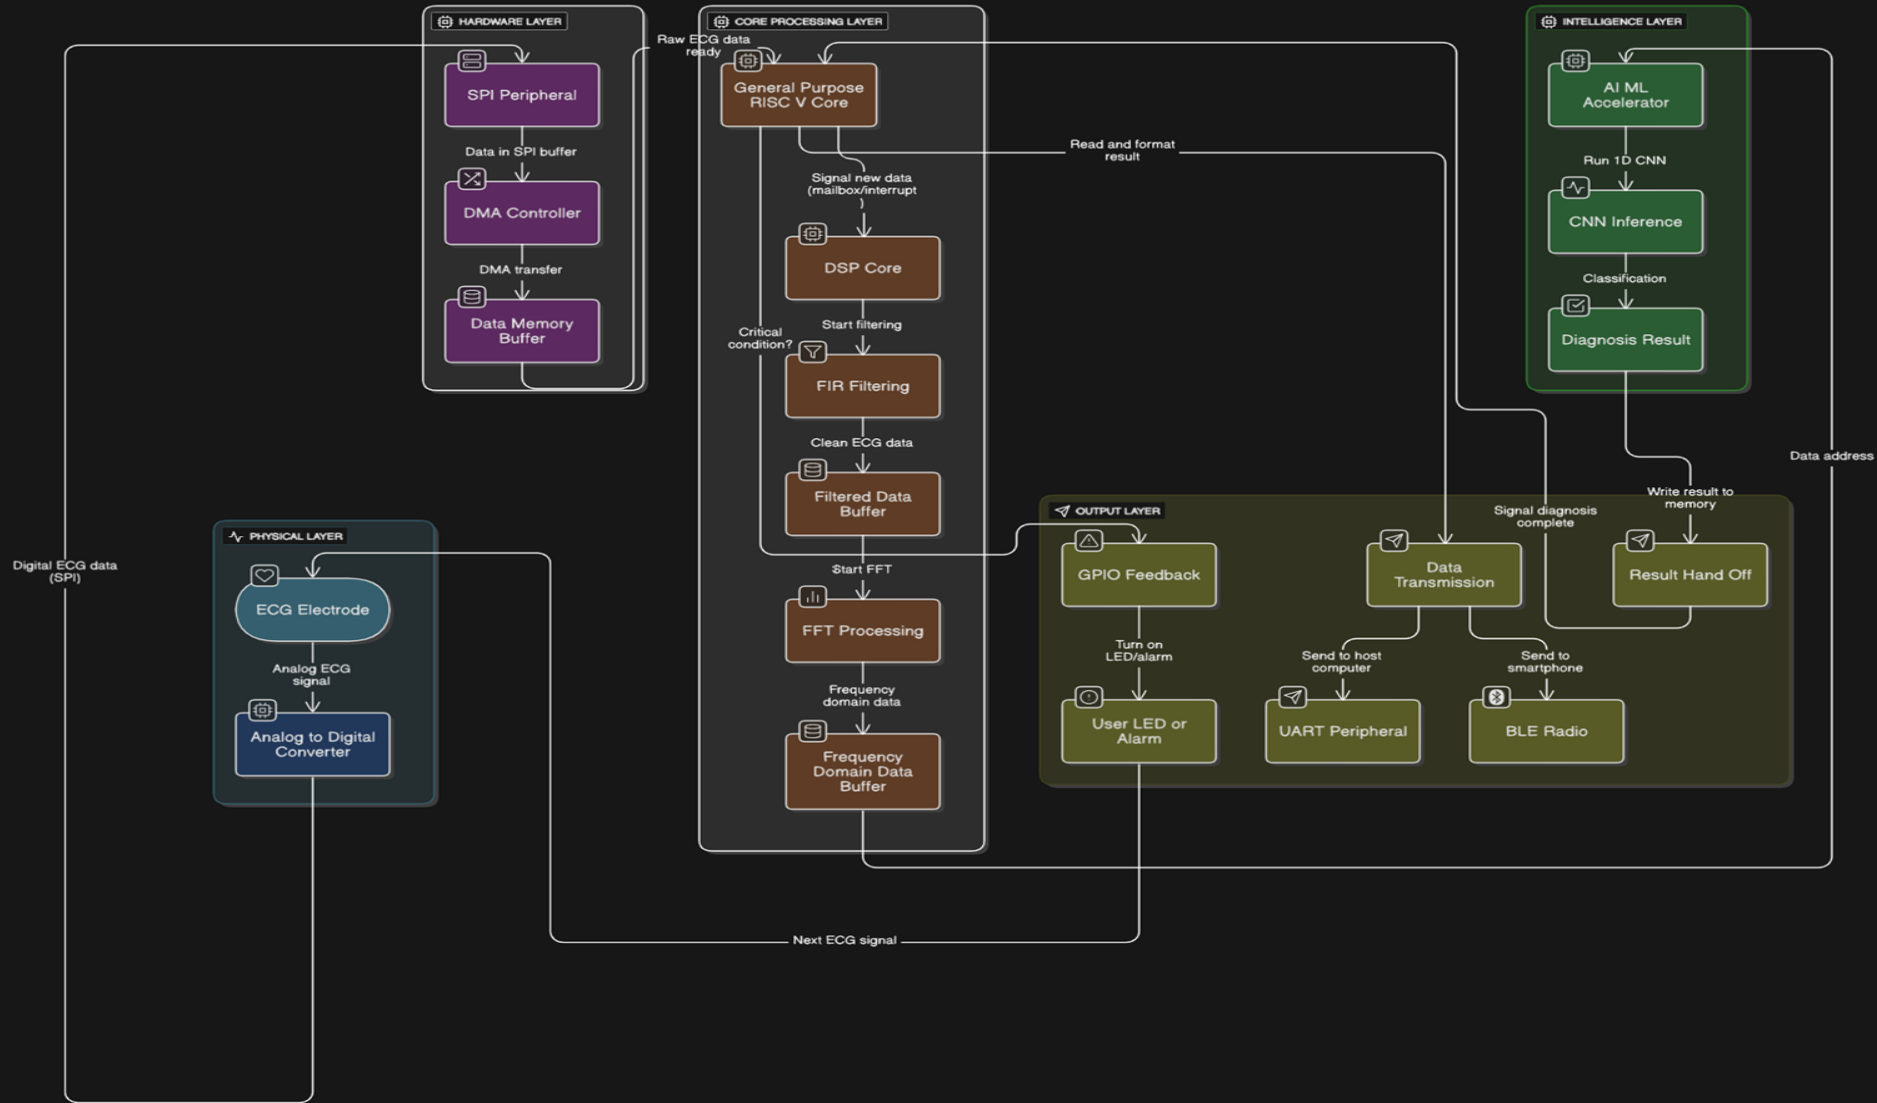 HARDWARE LAYER
SPI Peripheral
Data in SPI buffer
DMA Controller
DMA transfer
Data Memory
Buffer
Raw ECG data
ready
CORE PROCESSING LAYER
General Purpose
RISC V Core
Signal new data
(mailbox/interrupt
)
DSP Core
Start filtering
Critical
condition?
FIR Filtering
Clean ECG data
Filtered Data
Buffer
Start FFT
FFT Processing
Frequency
domain data
Frequency
Domain Data
Buffer
Read and format
result
INTELLIGENCE LAYER
AI ML
Accelerator
Run 1D CNN
CNN Inference
Classification
Diagnosis Result
Data address
Write result to
memory
Signal diagnosis
complete
OUTPUT LAYER
GPIO Feedback
Turn on
LED/alarm
User LED or
Alarm
Data
Transmission
Send to host
computer
UART Peripheral
Send to
smartphone
BLE Radio
Result Hand Off
PHYSICAL LAYER
ECG Electrode
Analog ECG
signal
Analog to Digital
Converter
Digital ECG data
(SPI)
Next ECG signal